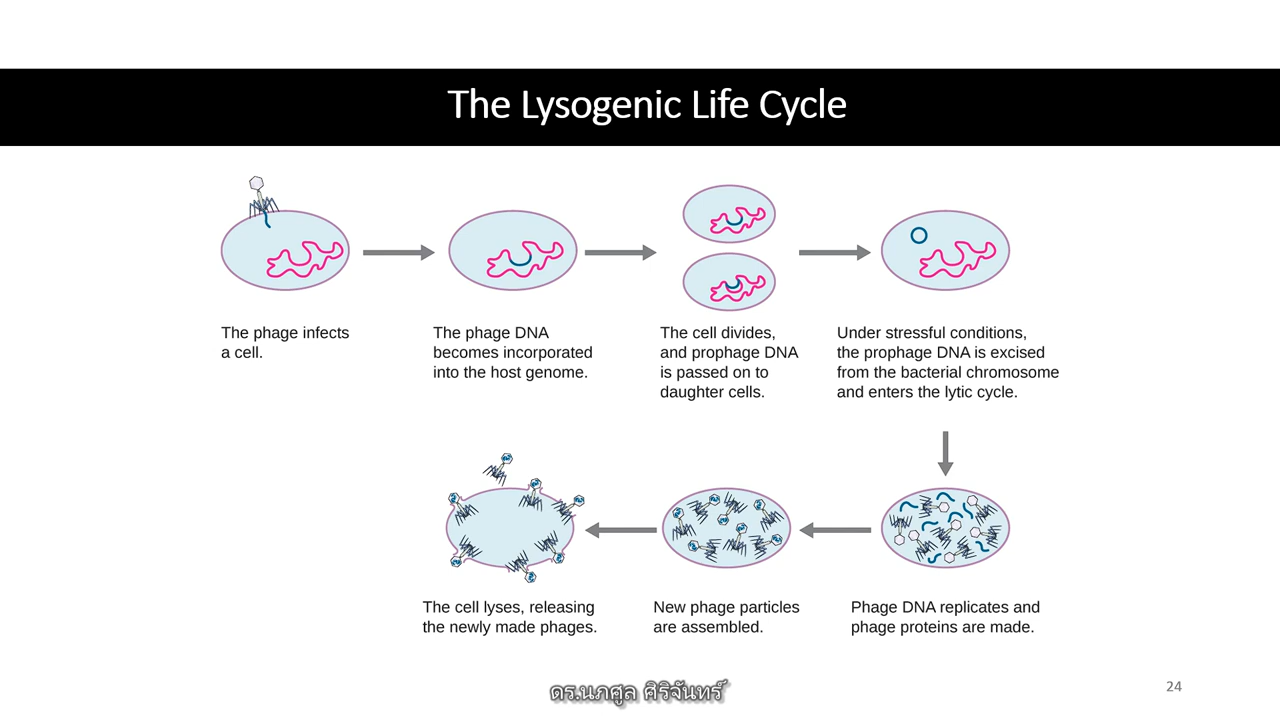 The Lysogenic Life Cycle
The phage infects
a cell.
The phage DNA
becomes incorporated
into the host genome.
The cell divides,
and prophage DNA
is passed on to
daughter cells.
Under stressful conditions,
the prophage DNA is excised
from the bacterial chromosome
and enters the lytic cycle.
The cell lyses, releasing
the newly made phages.
New phage particles
are assembled.
Phage DNA replicates and
phage proteins are made.
ดร.นภศูล ศิริจันทร์
24